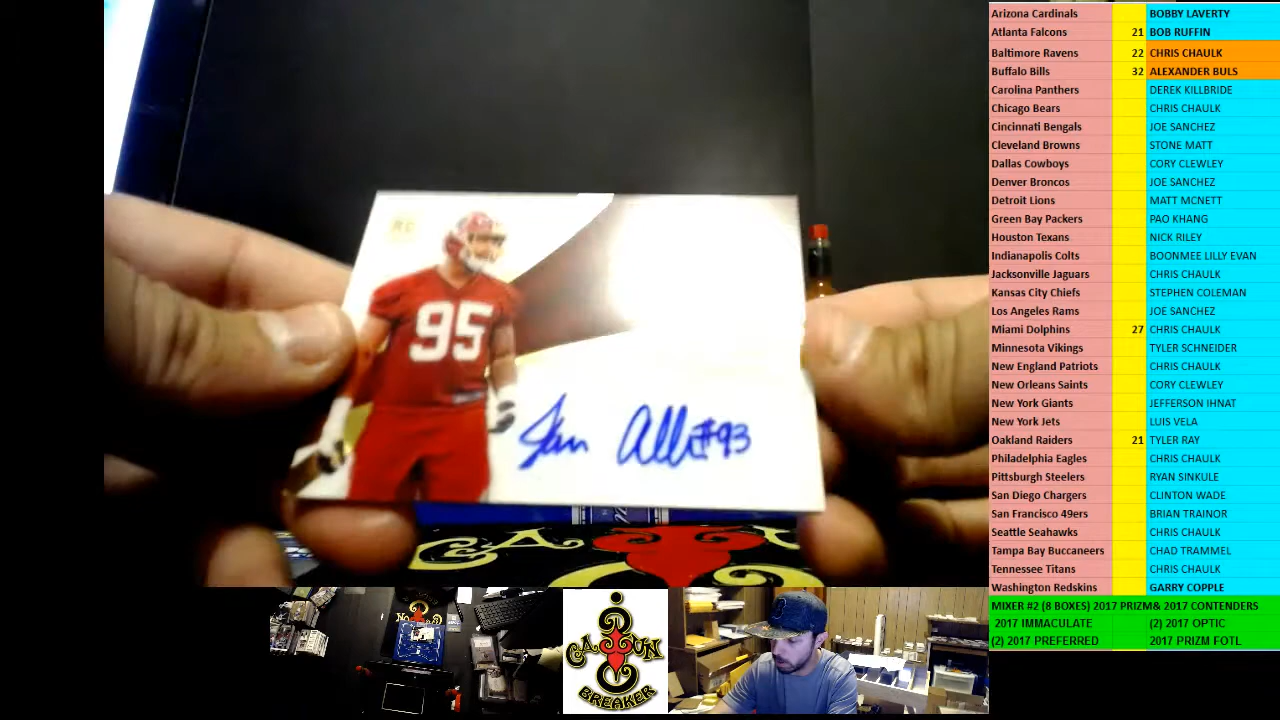 RC
95
#93
Arizona Cardinals BOBBY LAVERTY
Atlanta Falcons 21 BOB RUFFIN
Baltimore Ravens 22 CHRIS CHAULK
Buffalo Bills 32 ALEXANDER BULS
Carolina Panthers DEREK KILLBRIDE
Chicago Bears CHRIS CHAULK
Cincinnati Bengals JOE SANCHEZ
Cleveland Browns STONE MATT
Dallas Cowboys CORY CLEWLEY
Denver Broncos JOE SANCHEZ
Detroit Lions MATT MCNETT
Green Bay Packers PAO KHANG
Houston Texans NICK RILEY
Indianapolis Colts BOONMEE LILLY EVAN
Jacksonville Jaguars CHRIS CHAULK
Kansas City Chiefs STEPHEN COLEMAN
Los Angeles Rams JOE SANCHEZ
Miami Dolphins 27 CHRIS CHAULK
Minnesota Vikings TYLER SCHNEIDER
New England Patriots CHRIS CHAULK
New Orleans Saints CORY CLEWLEY
New York Giants JEFFERSON IHNAT
New York Jets LUIS VELA
Oakland Raiders 21 TYLER RAY
Philadelphia Eagles CHRIS CHAULK
Pittsburgh Steelers RYAN SINKULE
San Diego Chargers CLINTON WADE
San Francisco 49ers BRIAN TRAINOR
Seattle Seahawks CHRIS CHAULK
Tampa Bay Buccaneers CHAD TRAMMEL
Tennessee Titans CHRIS CHAULK
Washington Redskins GARRY COPPLE
MIXER #2 (8 BOXES) 2017 PRIZM& 2017 CONTENDERS
2017 IMMACULATE (2) 2017 OPTIC
(2) 2017 PREFERRED 2017 PRIZM FOTL
CAJUN
BREAKER